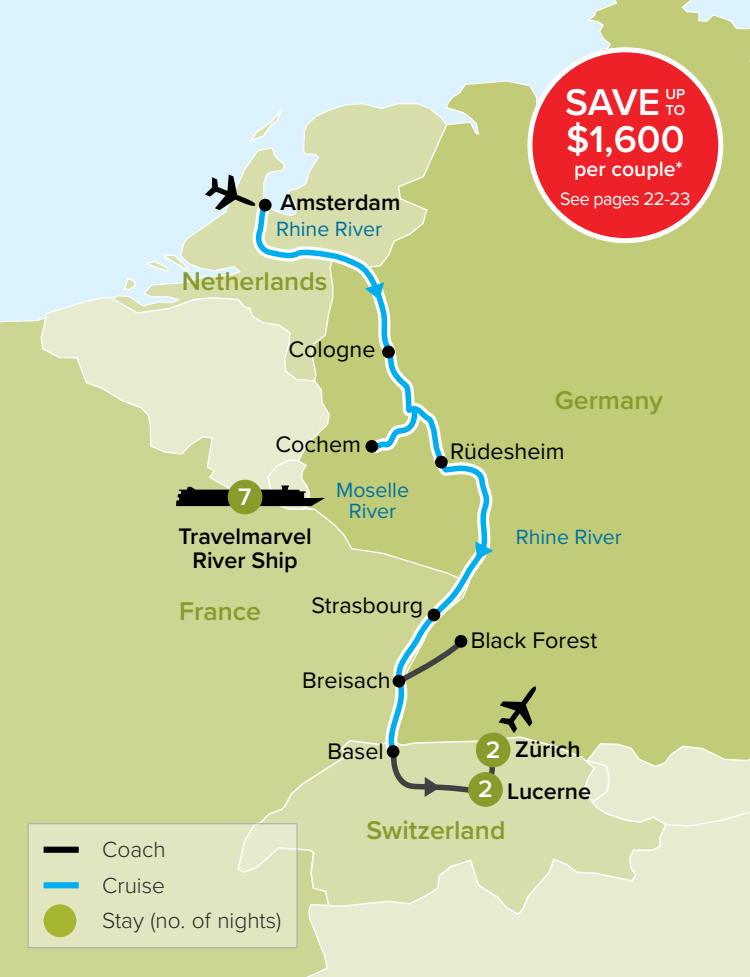 SAVE UP TO
$1,600
per couple*
See pages 22-23
Amsterdam
Rhine River
Netherlands
Cologne
Germany
Cochem
Rüdesheim
Moselle
River
7
Travelmarvel
River Ship
Rhine River
France
Strasbourg
Black Forest
Breisach
Basel
2 Zürich
2 Lucerne
Switzerland
Coach
Cruise
Stay (no. of nights)